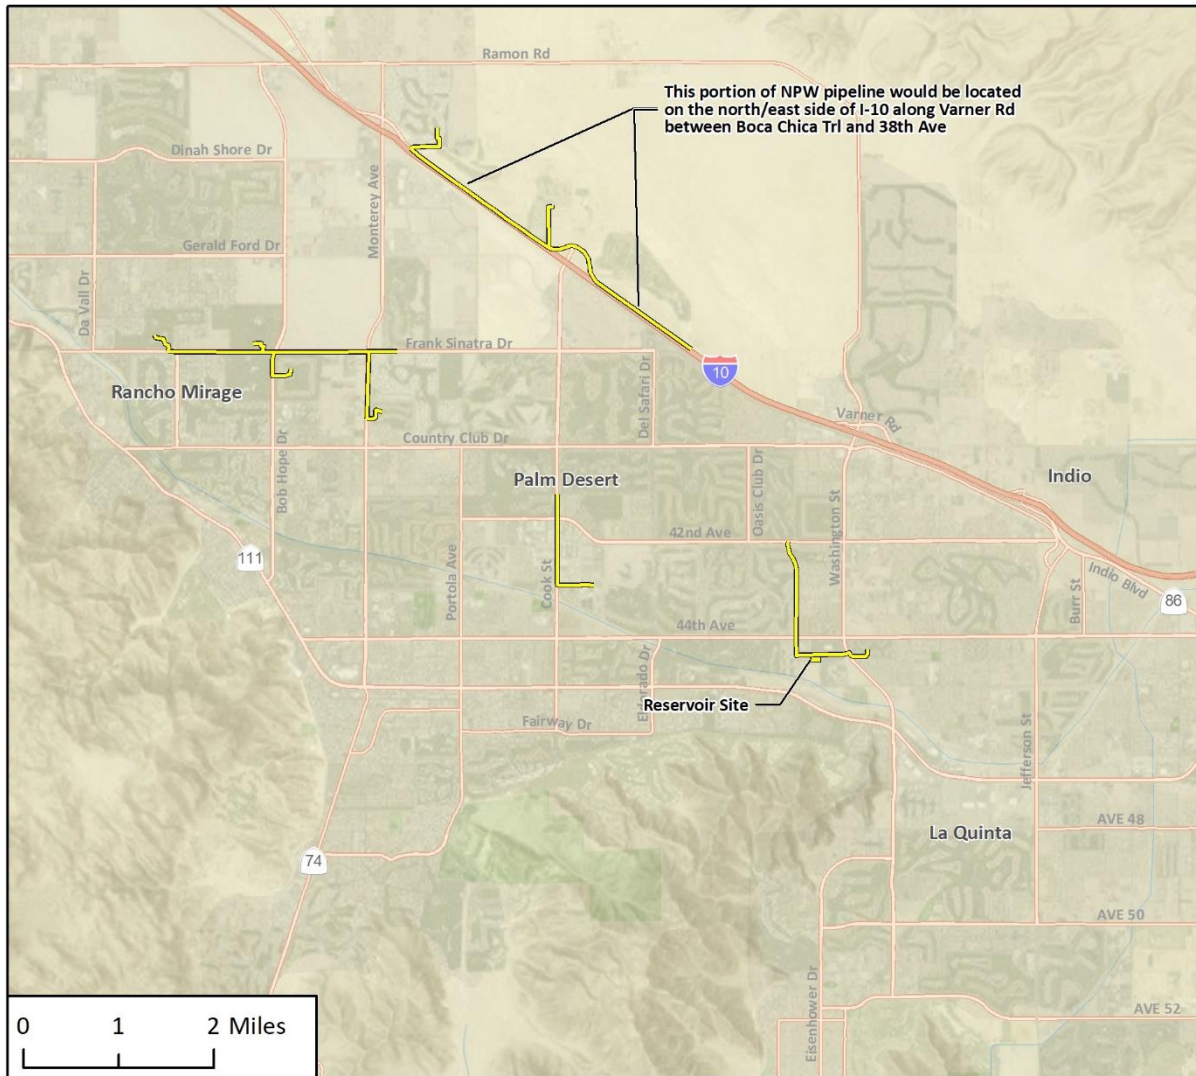 Ramon Rd
This portion of NPW pipeline would be located
on the north/east side of I-10 along Varner Rd
between Boca Chica Trl and 38th Ave
Dinah Shore Dr
Monterey Ave
Gerald Ford Dr
Da Vall Dr
Frank Sinatra Dr
10
Rancho Mirage
Del Safari Dr
Varner Rd
Country Club Dr
Bob Hope Dr
Palm Desert
Oasis Club Dr
Indio
Washington St
42nd Ave
111
Portola Ave
Cook St
Indio Blvd
Burr St
86
44th Ave
Eldorado Dr
Reservoir Site
Fairway Dr
Jefferson St
AVE 48
La Quinta
74
AVE 50
Eisenhower Dr
AVE 52
0 1 2 Miles